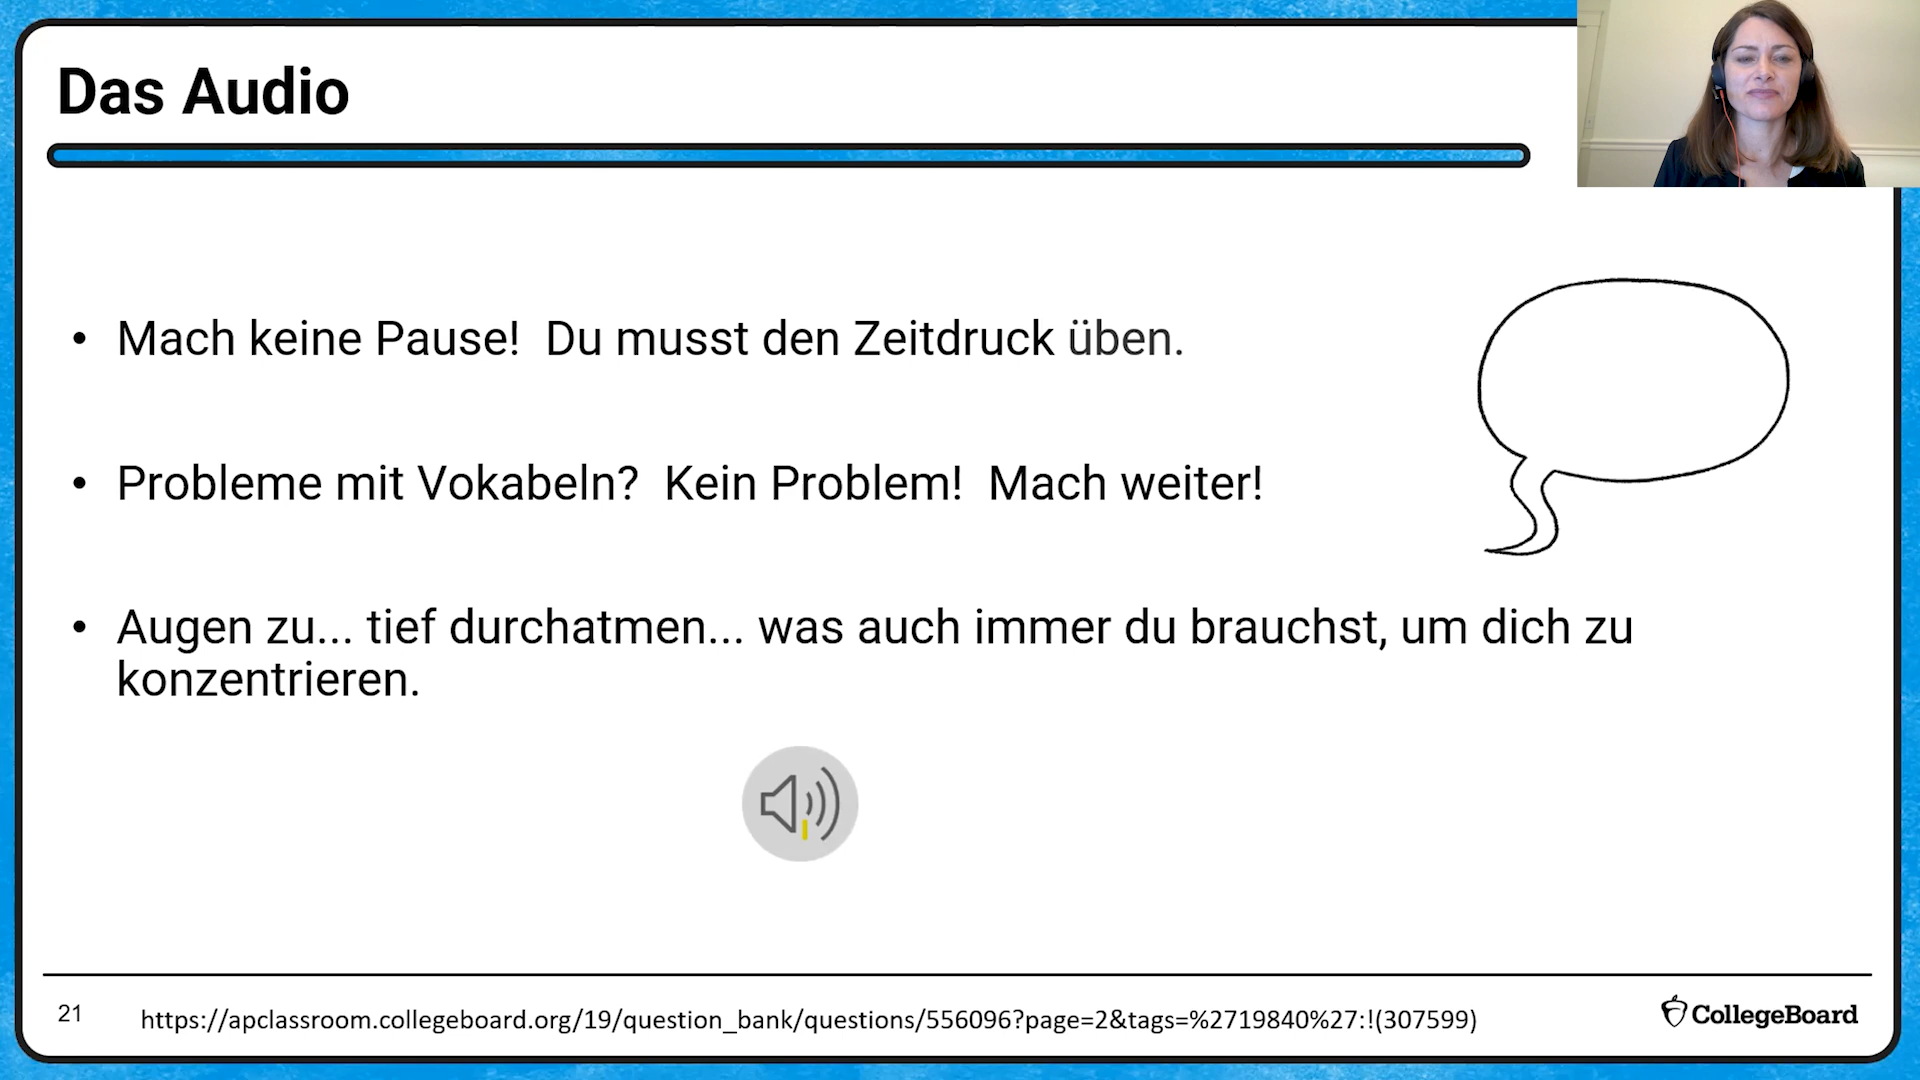 Das Audio
• Mach keine Pause!  Du musst den Zeitdruck üben.
• Probleme mit Vokabeln?  Kein Problem!  Mach weiter!
• Augen zu... tief durchatmen... was auch immer du brauchst, um dich zu
konzentrieren.
21
https://apclassroom.collegeboard.org/19/question_bank/questions/556096?page=2&tags=%2719840%27:!(307599)
CollegeBoard